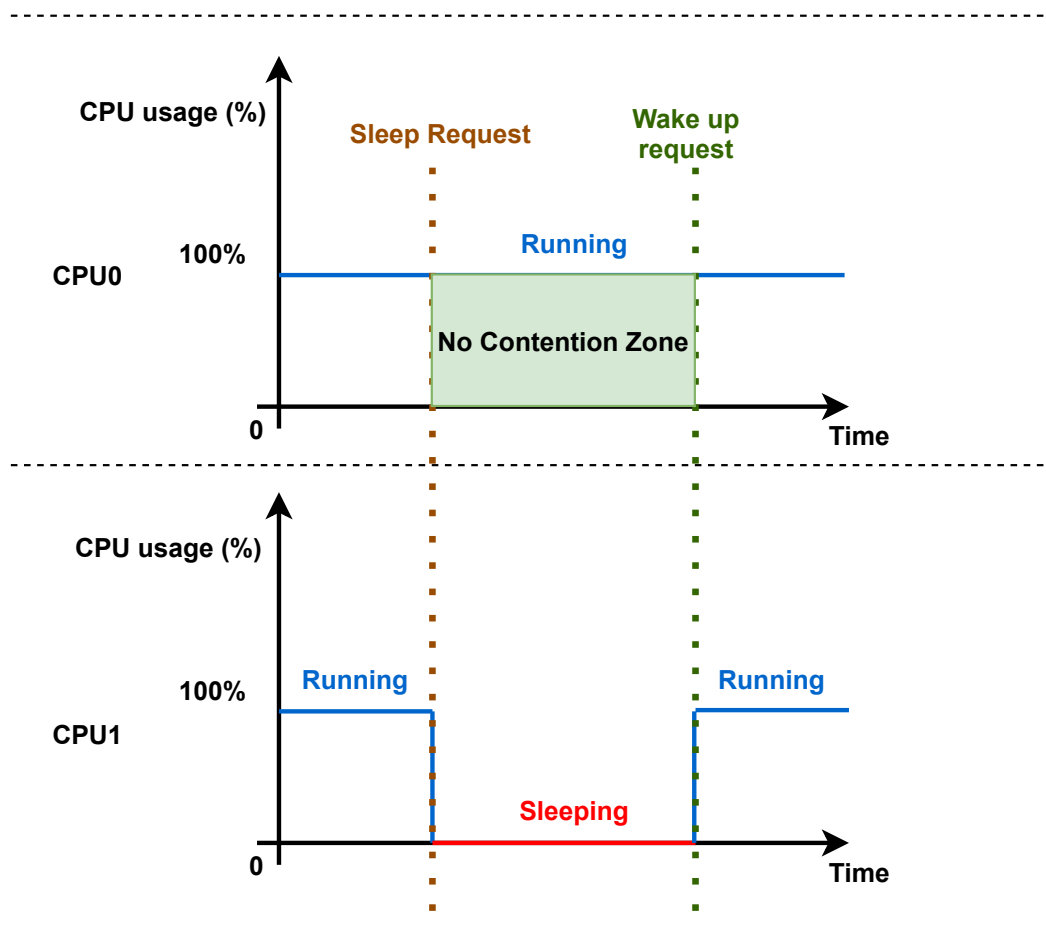 CPU usage (%)
Sleep Request
Wake up
request
100%
Running
CPU0
No Contention Zone
0
Time
CPU usage (%)
100%
Running
Running
CPU1
Sleeping
0
Time